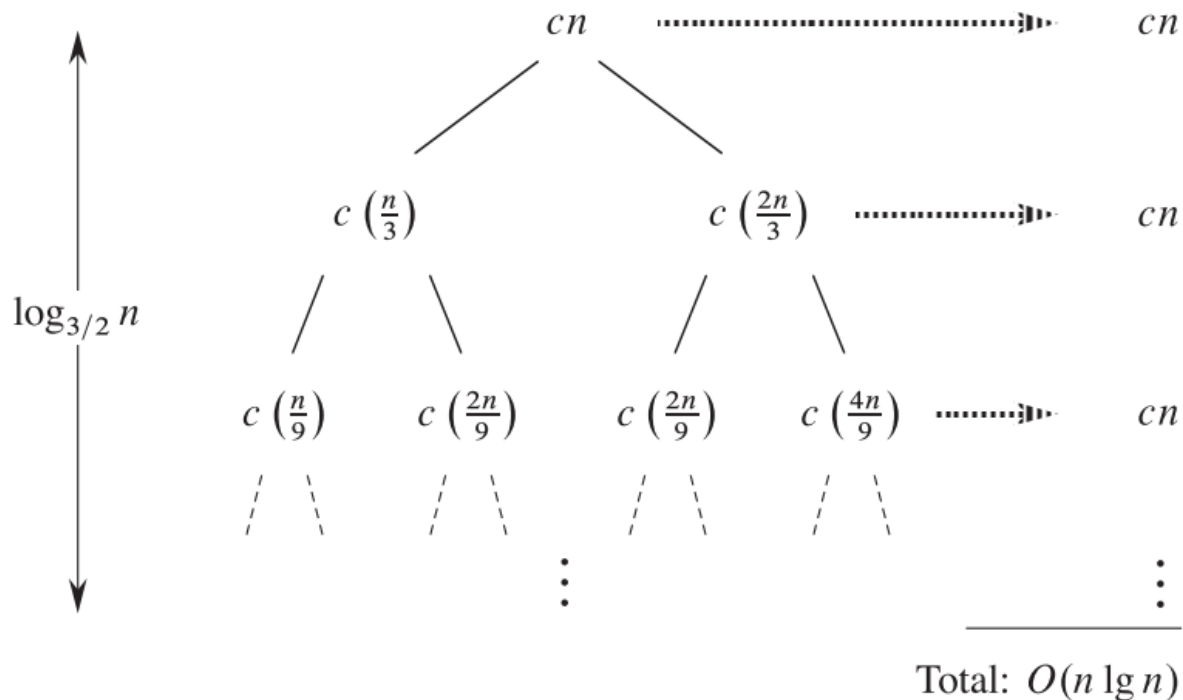 cn cn
c (n/3) c (2n/3) cn
log_{3/2} n
c (n/9) c (2n/9) c (2n/9) c (4n/9) cn
⋮ ⋮
Total: O(n lg n)